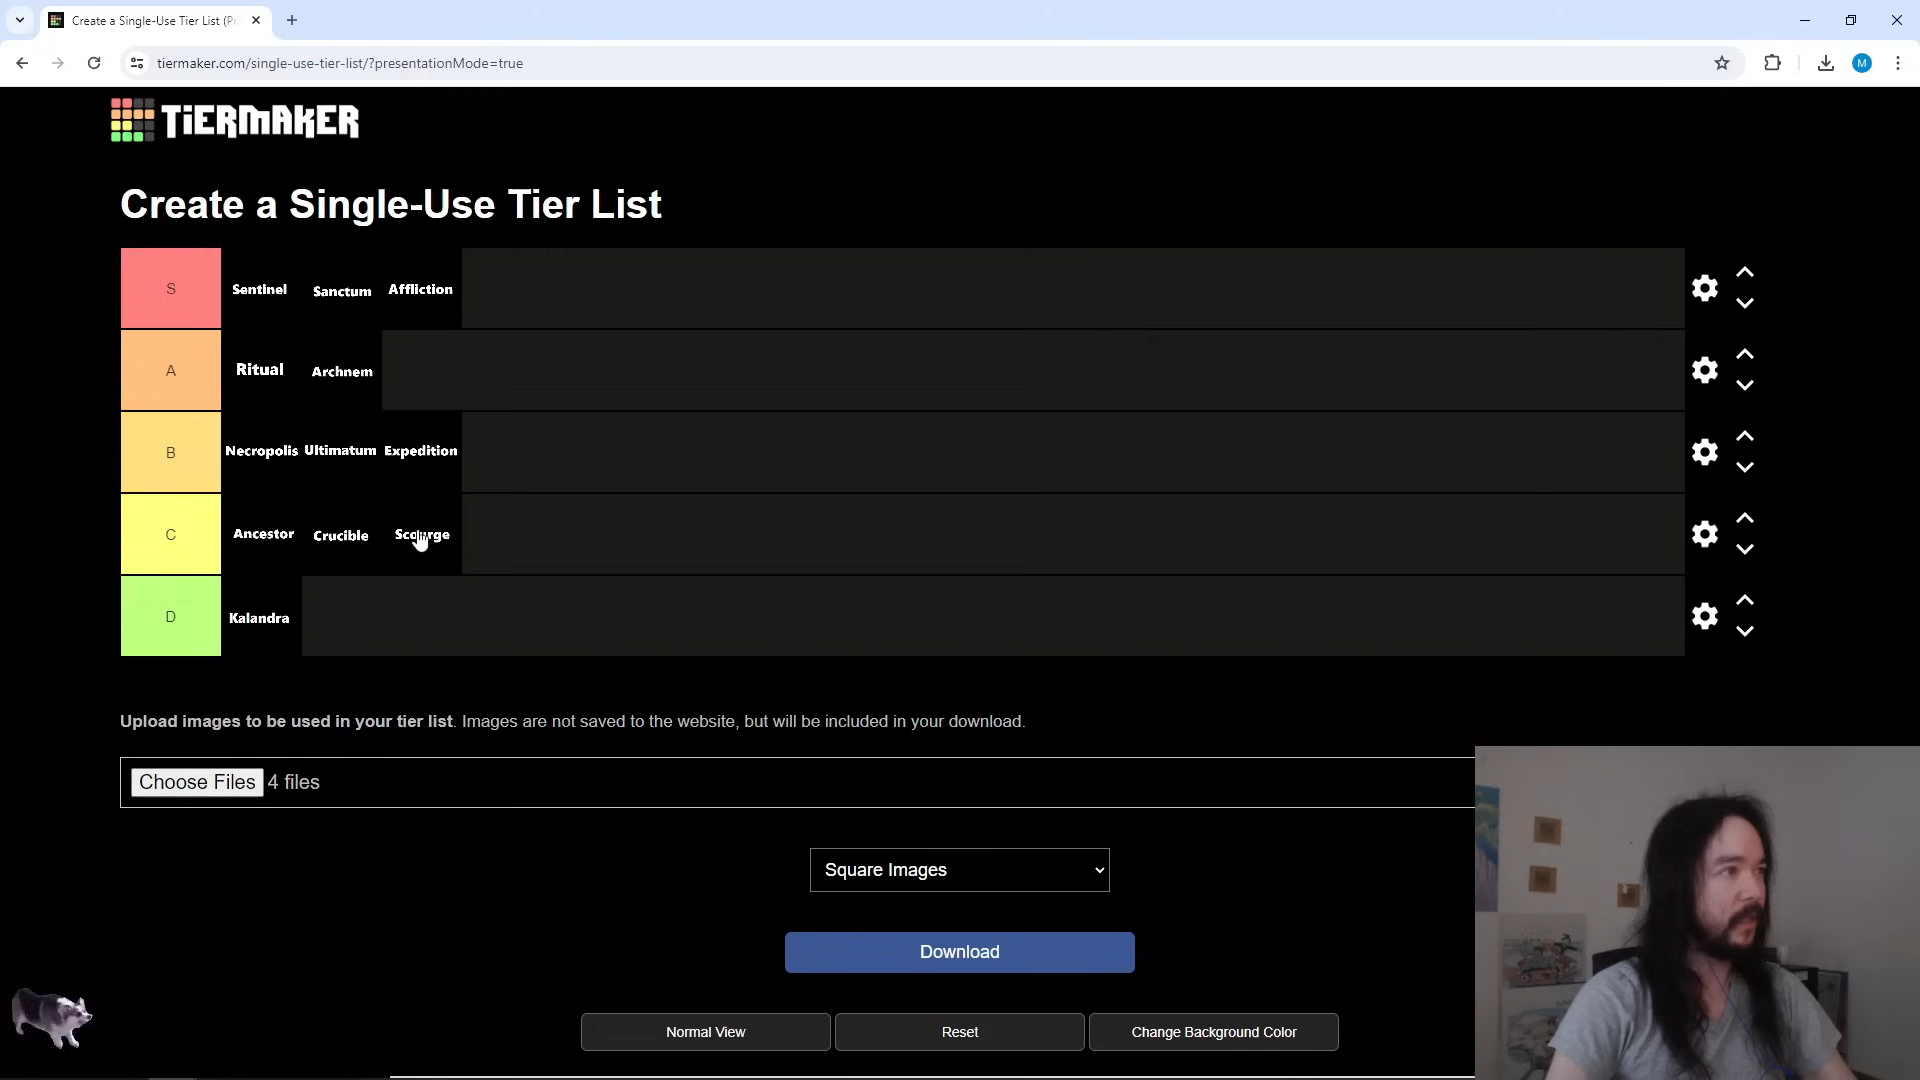 Create a Single-Use Tier List (Pr
tiermaker.com/single-use-tier-list/?presentationMode=true
M
TiERMAKER
Create a Single-Use Tier List
S Sentinel Sanctum Affliction
A Ritual Archnem
B Necropolis Ultimatum Expedition
C Ancestor Crucible Scourge
D Kalandra
Upload images to be used in your tier list. Images are not saved to the website, but will be included in your download.
Choose Files 4 files
Square Images
Download
Normal View Reset Change Background Color